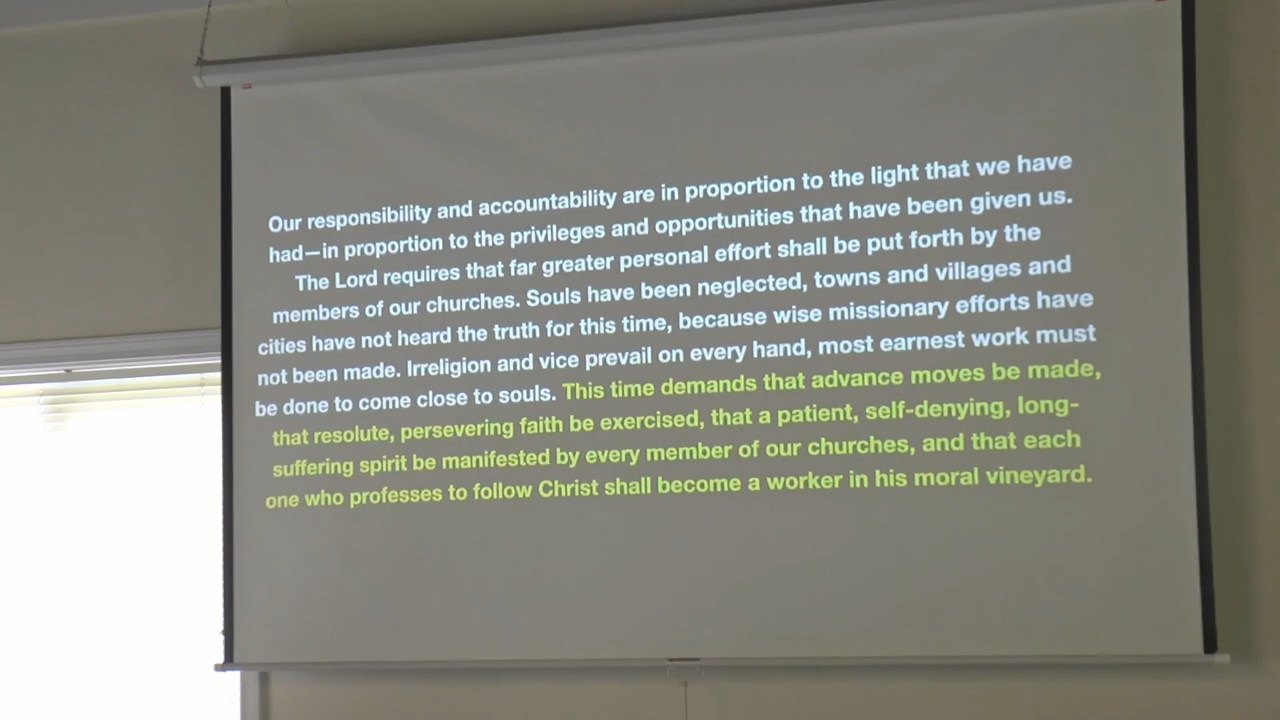 Our responsibility and accountability are in proportion to the light that we have
had—in proportion to the privileges and opportunities that have been given us.
The Lord requires that far greater personal effort shall be put forth by the
members of our churches. Souls have been neglected, towns and villages and
cities have not heard the truth for this time, because wise missionary efforts have
not been made. Irreligion and vice prevail on every hand, most earnest work must
be done to come close to souls. This time demands that advance moves be made,
that resolute, persevering faith be exercised, that a patient, self-denying, long-
suffering spirit be manifested by every member of our churches, and that each
one who professes to follow Christ shall become a worker in his moral vineyard.